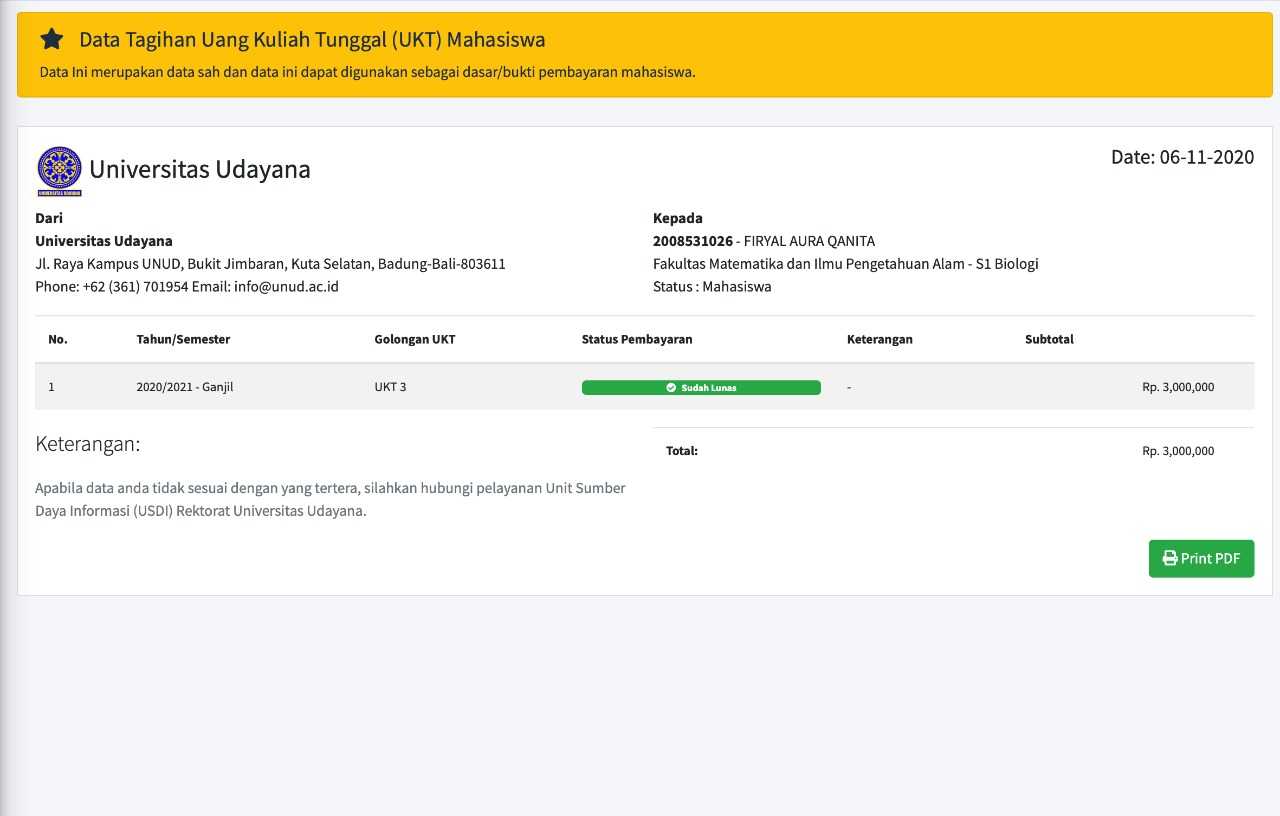 Data Tagihan Uang Kuliah Tunggal (UKT) Mahasiswa
Data Ini merupakan data sah dan data ini dapat digunakan sebagai dasar/bukti pembayaran mahasiswa.
UNIVERSITAS UDAYANA
Universitas Udayana
Date: 06-11-2020
Dari
Universitas Udayana
Jl. Raya Kampus UNUD, Bukit Jimbaran, Kuta Selatan, Badung-Bali-803611
Phone: +62 (361) 701954 Email: info@unud.ac.id
Kepada
2008531026 - FIRYAL AURA QANITA
Fakultas Matematika dan Ilmu Pengetahuan Alam - S1 Biologi
Status : Mahasiswa
No. Tahun/Semester Golongan UKT Status Pembayaran Keterangan Subtotal
1 2020/2021 - Ganjil UKT 3 Sudah Lunas - Rp. 3,000,000
Keterangan:
Apabila data anda tidak sesuai dengan yang tertera, silahkan hubungi pelayanan Unit Sumber
Daya Informasi (USDI) Rektorat Universitas Udayana.
Total: Rp. 3,000,000
Print PDF